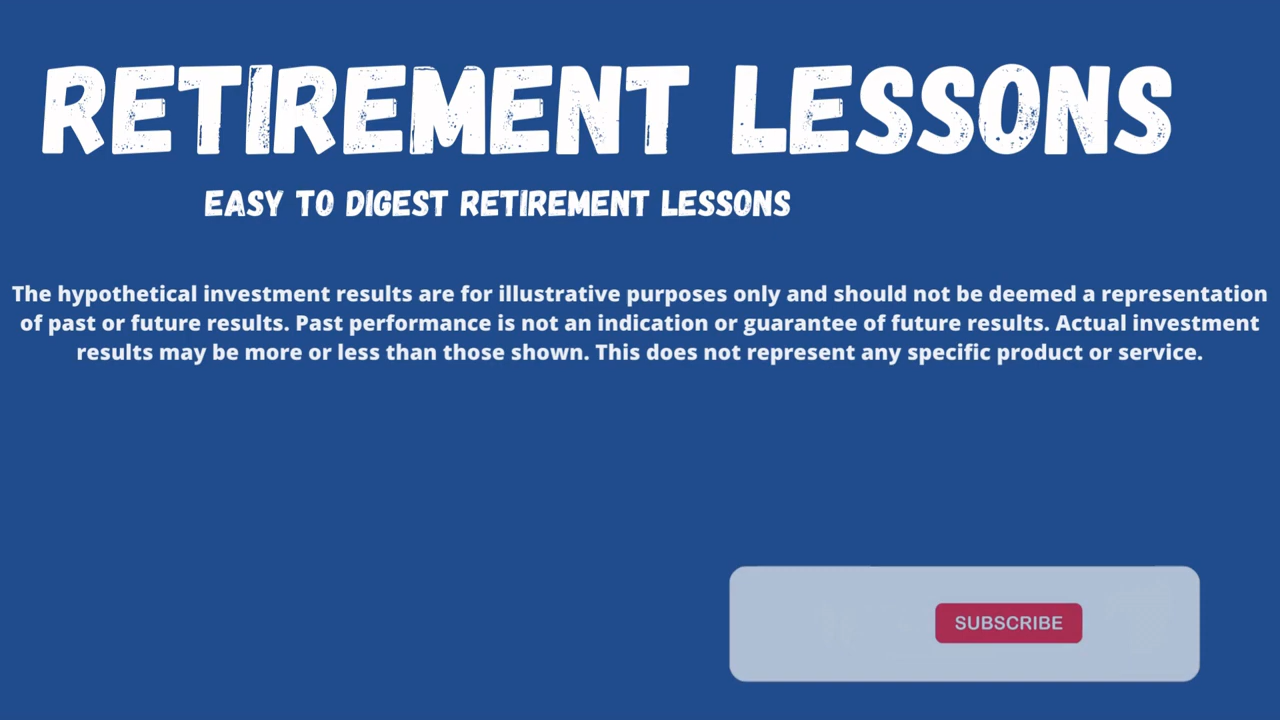 RETIREMENT LESSONS
EASY TO DIGEST RETIREMENT LESSONS
The hypothetical investment results are for illustrative purposes only and should not be deemed a representation
of past or future results. Past performance is not an indication or guarantee of future results. Actual investment
results may be more or less than those shown. This does not represent any specific product or service.
SUBSCRIBE